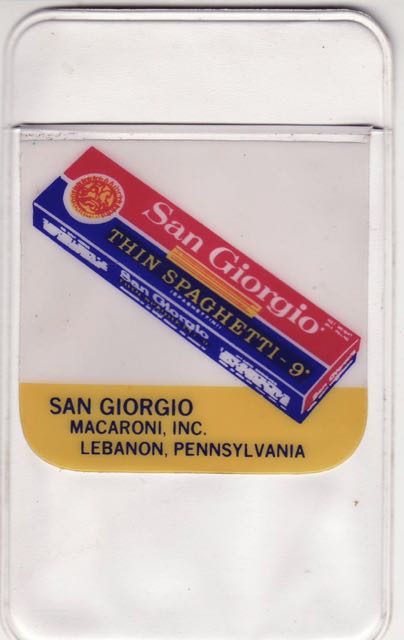 San Giorgio
THIN SPAGHETTI - 9"
San Giorgio
SAN GIORGIO
MACARONI, INC.
LEBANON, PENNSYLVANIA